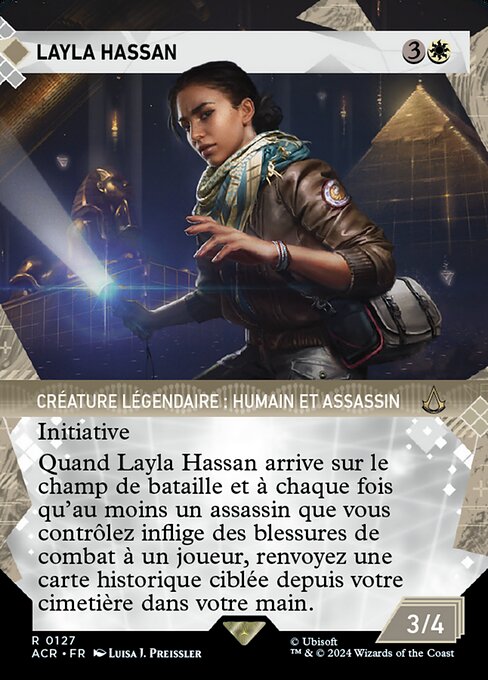 LAYLA HASSAN 3
CRÉATURE LÉGENDAIRE : HUMAIN ET ASSASSIN
Initiative
Quand Layla Hassan arrive sur le
champ de bataille et à chaque fois
qu'au moins un assassin que vous
contrôlez inflige des blessures de
combat à un joueur, renvoyez une
carte historique ciblée depuis votre
cimetière dans votre main.
3/4
R 0127
ACR • FR LUISA J. PREISSLER
© Ubisoft
™ & © 2024 Wizards of the Coast